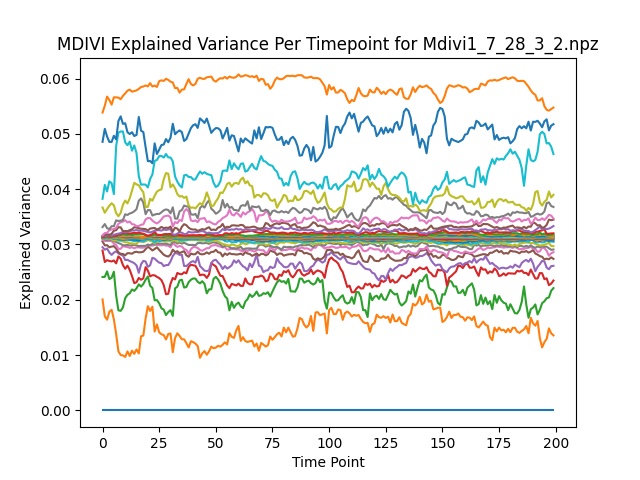 MDIVI Explained Variance Per Timepoint for Mdivi1_7_28_3_2.npz
0.06
0.05
0.04
0.03
0.02
0.01
0.00
Explained Variance
0 25 50 75 100 125 150 175 200
Time Point